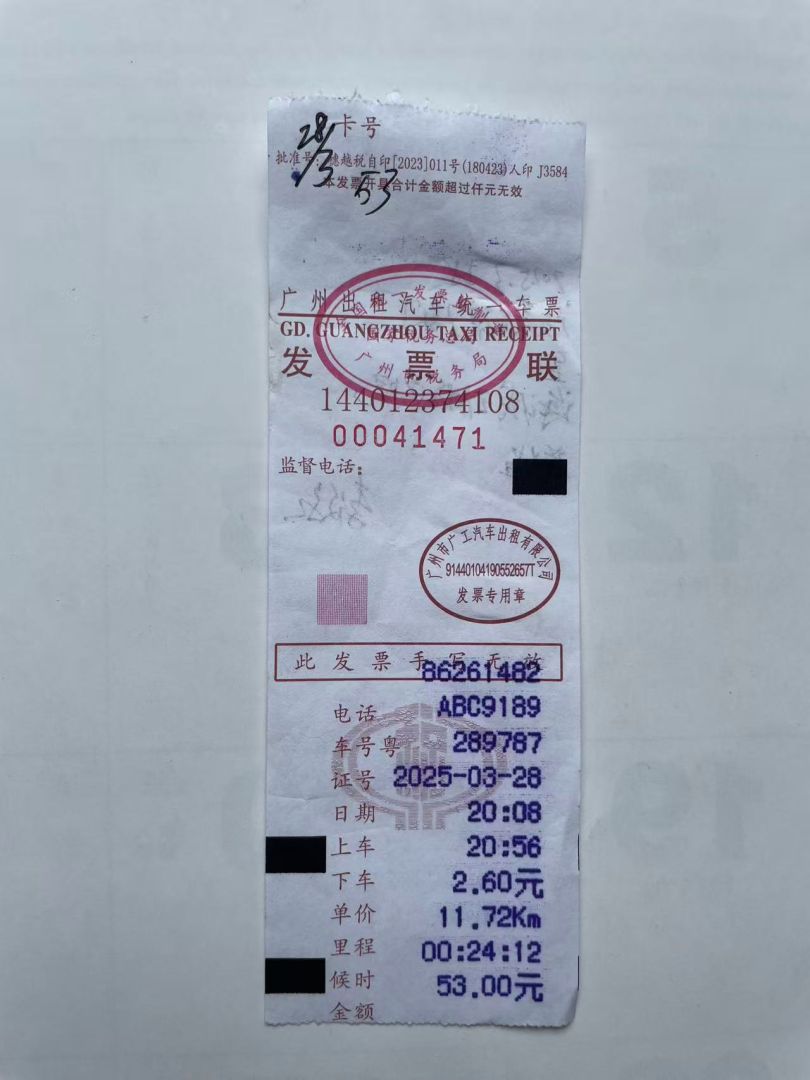 28/3
卡号
批准号:穗越税自印[2023]011号(180423)人印 J3584
本发票开具合计金额超过仟元无效
53
广州出租汽车统一车票
GD. GUANGZHOU TAXI RECEIPT
发票联
144012374108
00041471
监督电话:
广州市广工汽车出租有限公司
91440104190552657T
发票专用章
此发票手写无效
86261482
电话 ABC9189
车号粤 289787
证号 2025-03-28
日期 20:08
上车 20:56
下车 2.60元
单价 11.72Km
里程 00:24:12
候时 53.00元
金额